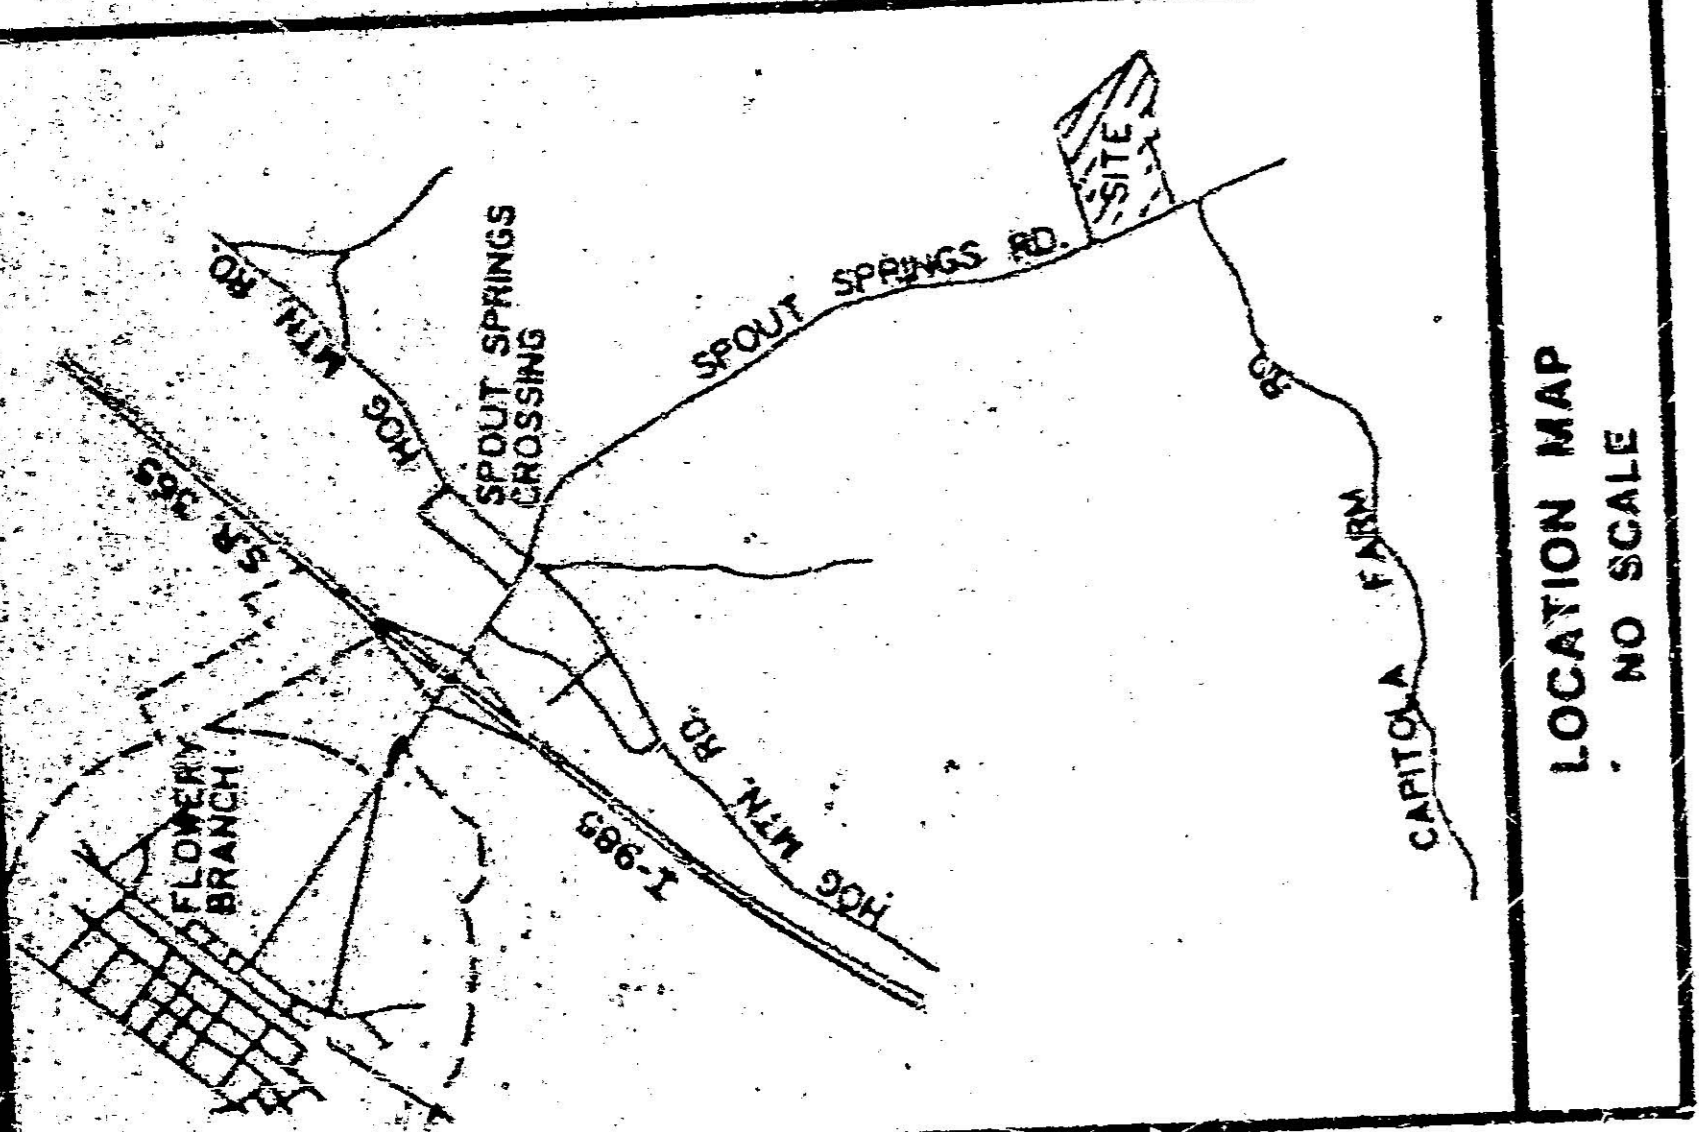 SITE
SPOUT SPRINGS RD.
HOG MTN. RD.
SPOUT SPRINGS
CROSSING
S.R. 365
RD.
CAPITOLA FARM
FLOWERY
BRANCH
I-985
HOG MTN. RD.
LOCATION MAP
NO SCALE